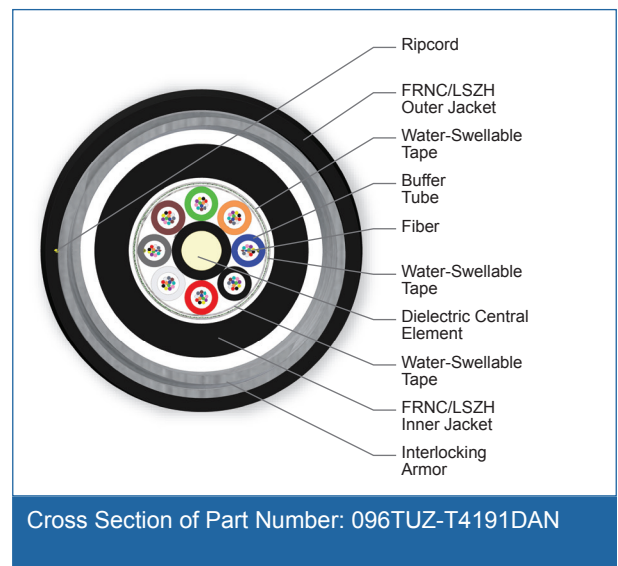 Ripcord
FRNC/LSZH
Outer Jacket
Water-Swellable
Tape
Buffer
Tube
Fiber
Water-Swellable
Tape
Dielectric Central
Element
Water-Swellable
Tape
FRNC/LSZH
Inner Jacket
Interlocking
Armor
Cross Section of Part Number: 096TUZ-T4191DAN